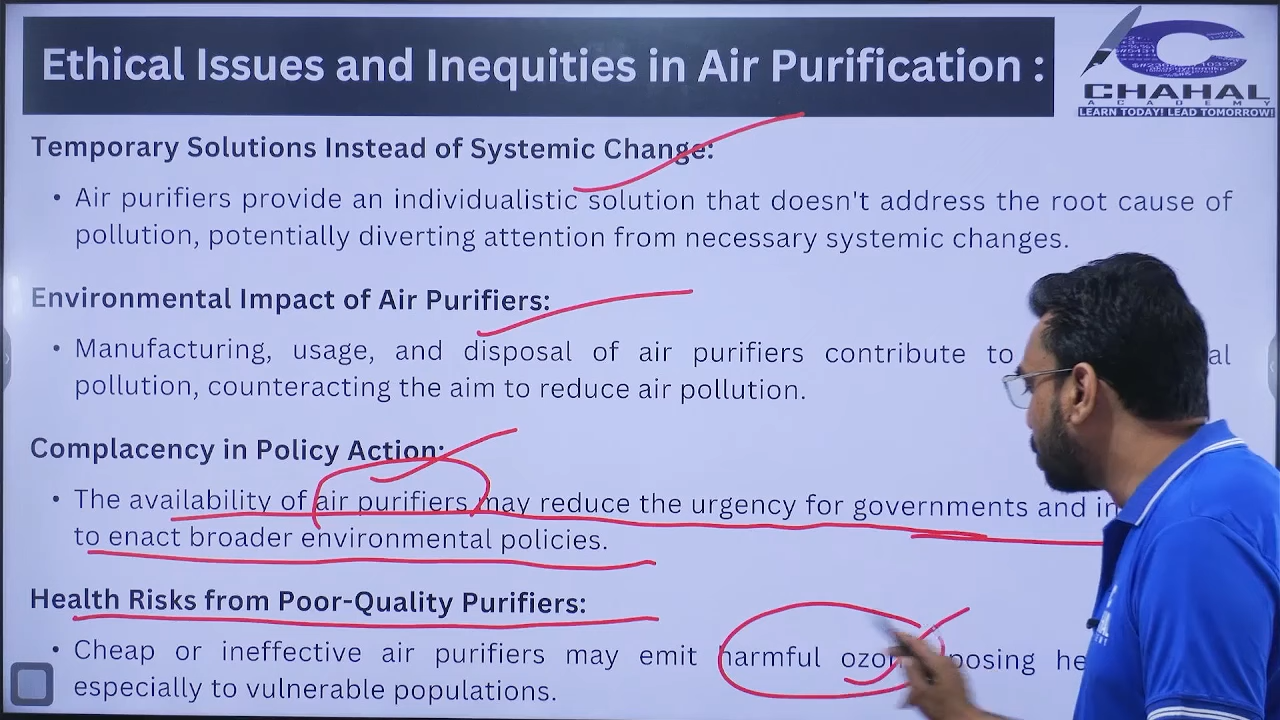 Ethical Issues and Inequities in Air Purification :
CHAHAL
ACADEMY
LEARN TODAY! LEAD TOMORROW!
Temporary Solutions Instead of Systemic Change:
• Air purifiers provide an individualistic solution that doesn't address the root cause of
pollution, potentially diverting attention from necessary systemic changes.
Environmental Impact of Air Purifiers:
• Manufacturing, usage, and disposal of air purifiers contribute to
pollution, counteracting the aim to reduce air pollution.
Complacency in Policy Action:
• The availability of air purifiers may reduce the urgency for governments and
to enact broader environmental policies.
Health Risks from Poor-Quality Purifiers:
• Cheap or ineffective air purifiers may emit harmful posing
especially to vulnerable populations.